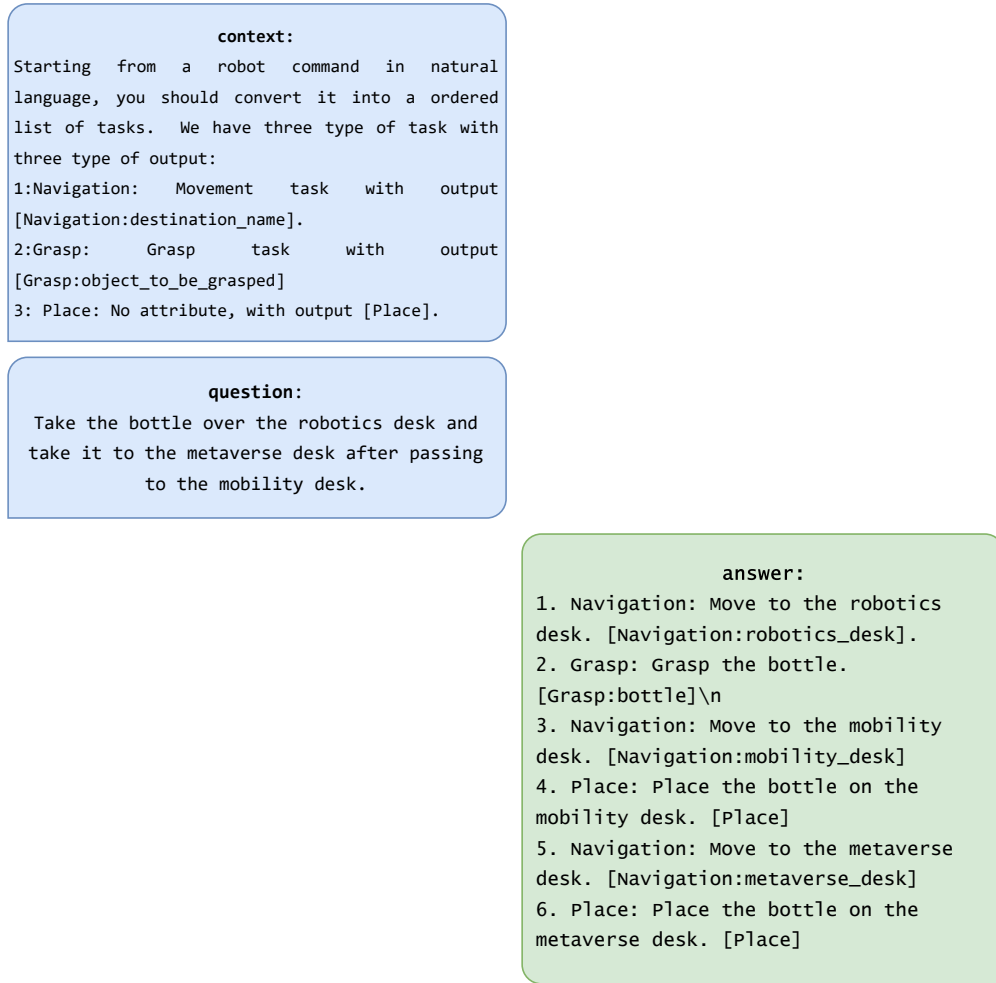 context:
Starting from a robot command in natural
language, you should convert it into a ordered
list of tasks. We have three type of task with
three type of output:
1:Navigation: Movement task with output
[Navigation:destination_name].
2:Grasp: Grasp task with output
[Grasp:object_to_be_grasped]
3: Place: No attribute, with output [Place].
question:
Take the bottle over the robotics desk and
take it to the metaverse desk after passing
to the mobility desk.
answer:
1. Navigation: Move to the robotics
desk. [Navigation:robotics_desk].
2. Grasp: Grasp the bottle.
[Grasp:bottle]\n
3. Navigation: Move to the mobility
desk. [Navigation:mobility_desk]
4. Place: Place the bottle on the
mobility desk. [Place]
5. Navigation: Move to the metaverse
desk. [Navigation:metaverse_desk]
6. Place: Place the bottle on the
metaverse desk. [Place]